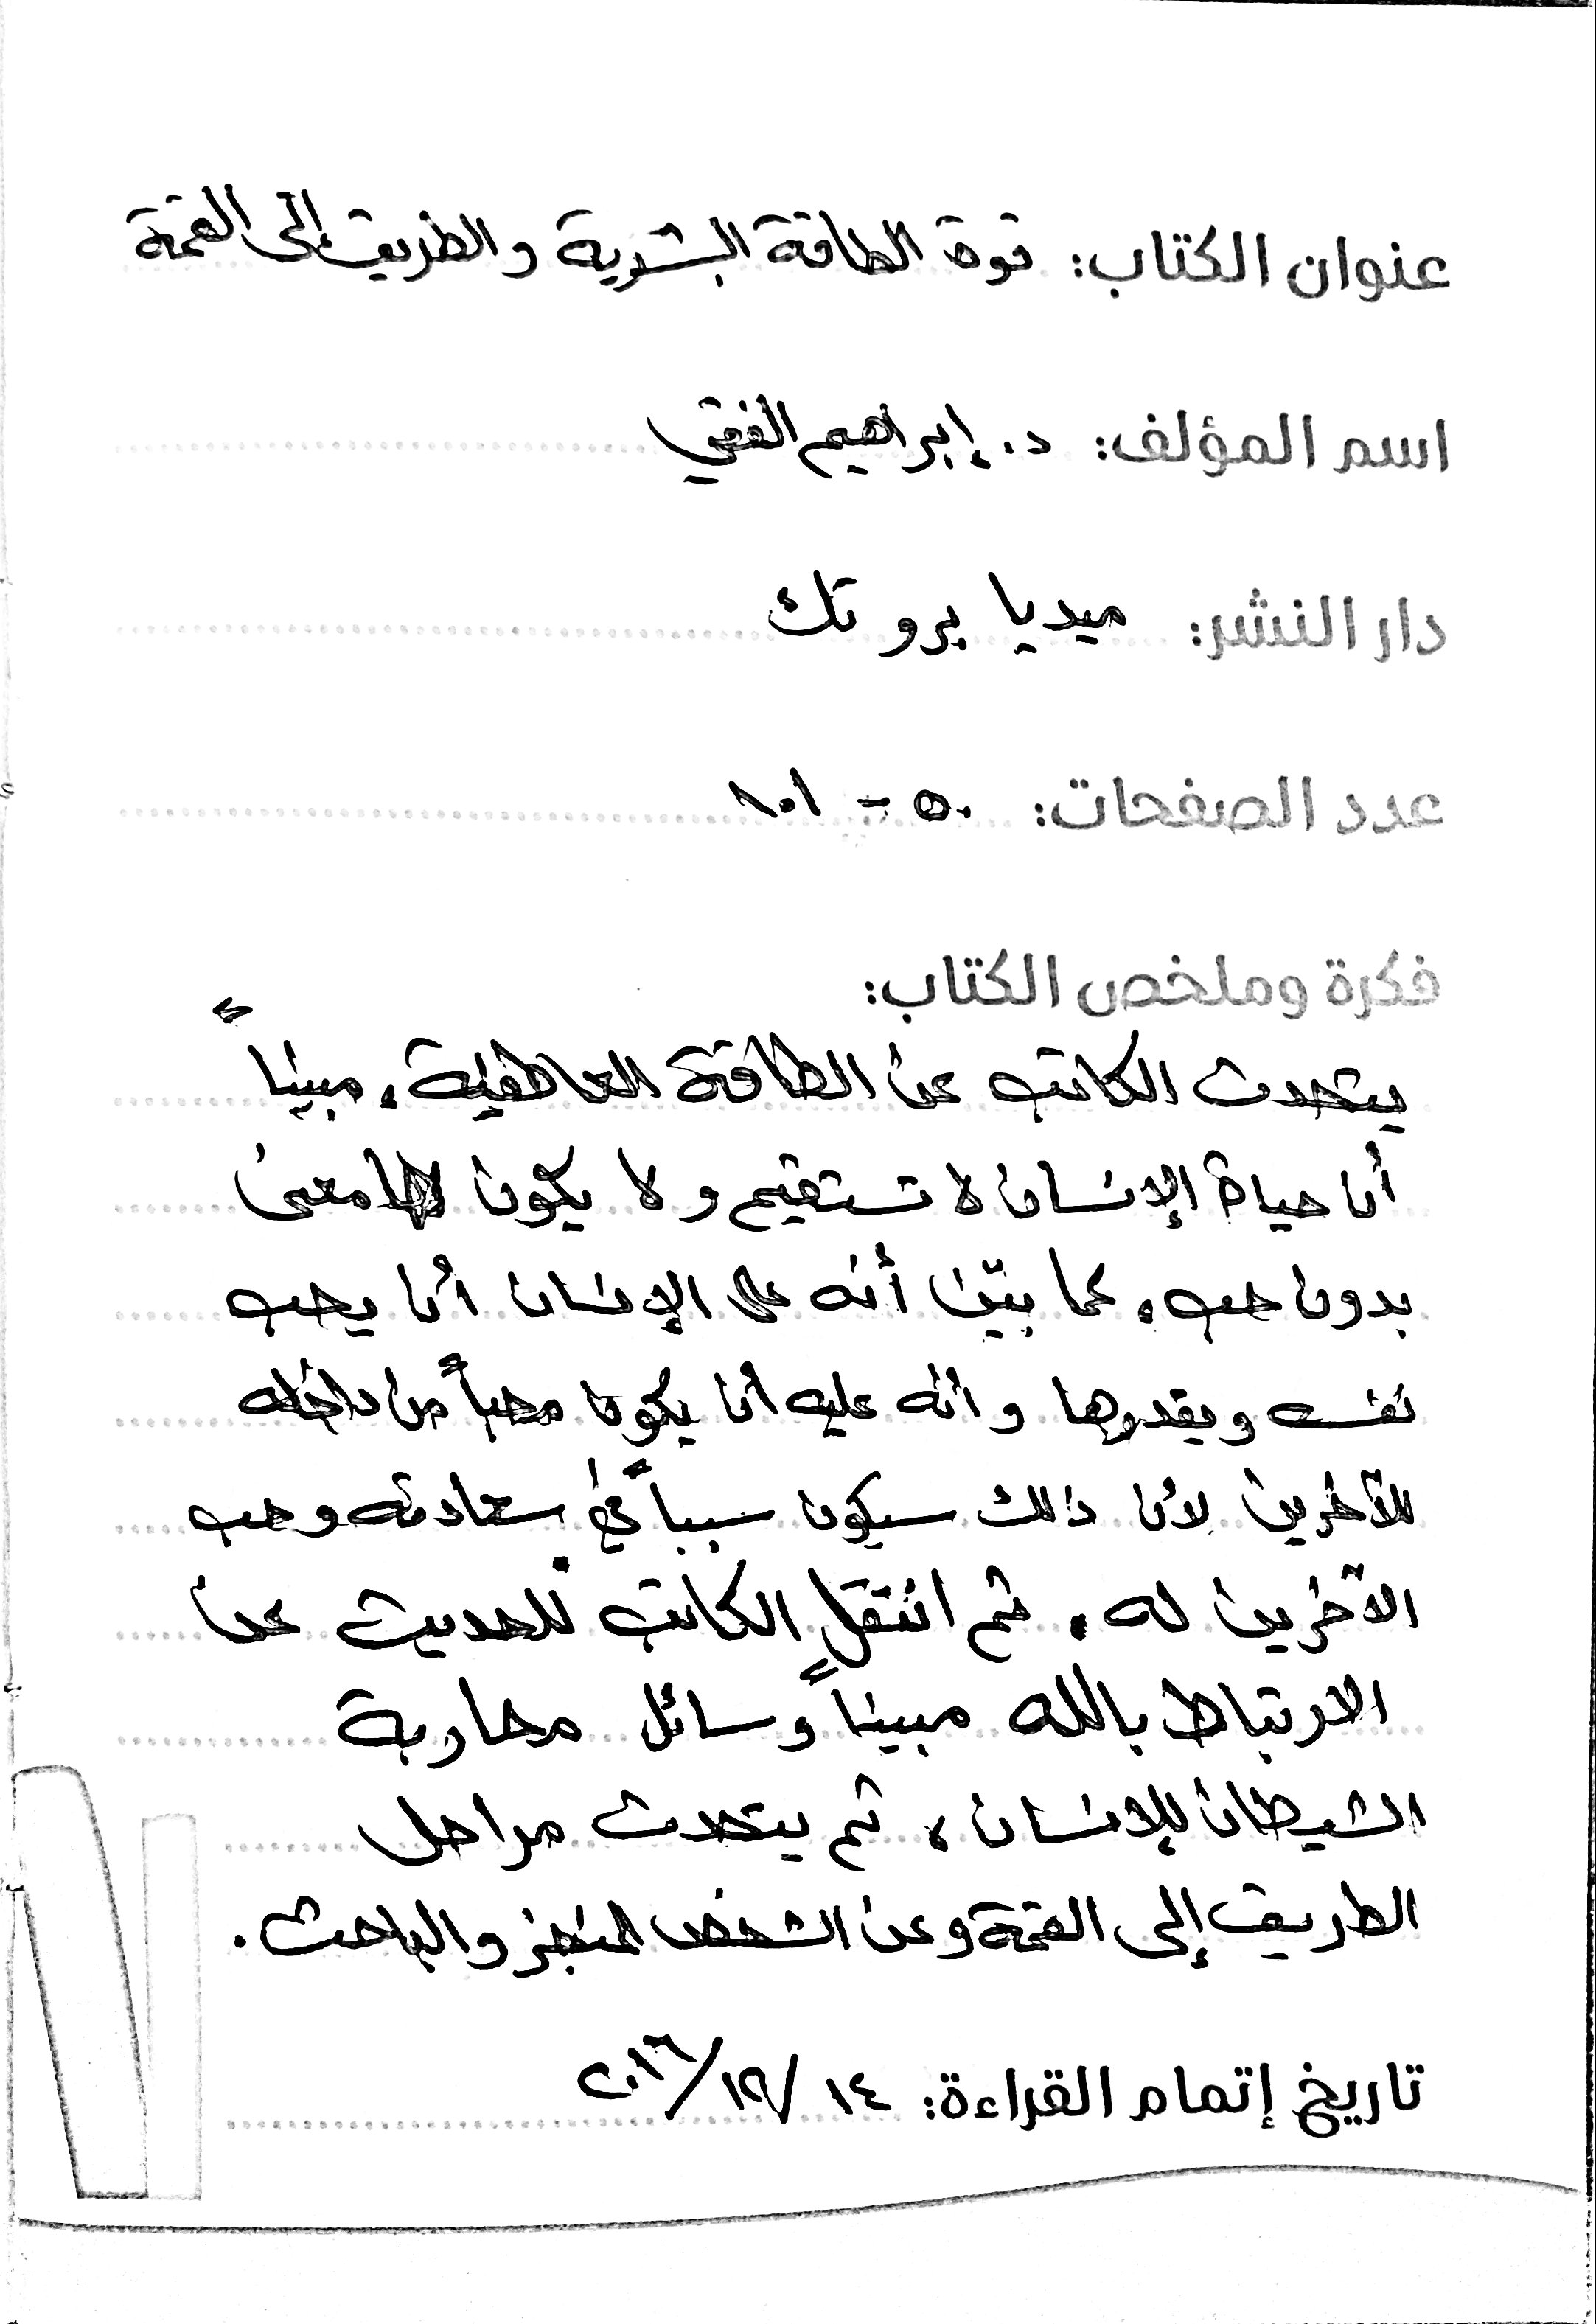 عنوان الكتاب: قوة الطاقة البشرية والطريق إلى القمة
اسم المؤلف: د. إبراهيم الفقي
دار النشر: ميديا بروتك
عدد الصفحات: ٥٠ - ١٠١
فكرة وملخص الكتاب:
يتحدث الكاتب عن الطاقة العاطفية، مبيناً
أن حياة الإنسان لا تستقيم ولا يكون لها معنى
بدون حب، كما بيّن أنه على الإنسان أن يحب
نفسه ويقدرها وأنه عليه أن يكون محباً من داخله
للآخرين لأن ذلك سيكون سبباً في سعادته وحب
الآخرين له، ثم انتقل الكاتب للحديث عن
الارتباط بالله مبيناً وسائل محاربة
الشيطان للإنسان، ثم يتحدث مراحل
الطريق إلى القمة وعن الشخص المنجز والباحث.
تاريخ إتمام القراءة: ١٤/١٢/٢٠١٦